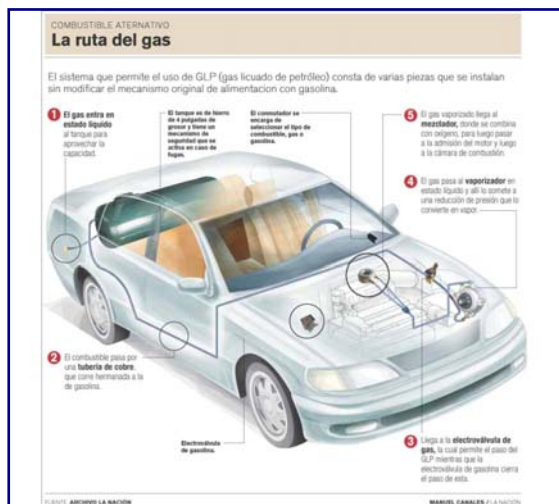 COMBUSTIBLE ATERNATIVO
La ruta del gas
El sistema que permite el uso de GLP (gas licuado de petróleo) consta de varias piezas que se instalan
sin modificar el mecanismo original de alimentacion con gasolina.
1 El gas entra en
estado líquido
al tanque para
aprovechar la
capacidad.
El tanque es de hierro
de 4 pulgadas de
grosor y tiene un
mecanismo de
seguridad que se
activa en caso de
fugas.
El conmutador se
encarga de
seleccionar el tipo de
combustible, gas o
gasolina.
5 El gas vaporizado llega al
mezclador, donde se combina
con oxígeno, para luego pasar
a la admisión del motor y luego
a la cámara de combustión.
4 El gas pasa al vaporizador en
estado líquido y allí lo somete a
una reducción de presión que lo
convierte en vapor.
2 El combustible pasa por
una tubería de cobre,
que corre hermanada a la
de gasolina.
Electroválvula
de gasolina.
3 Llega a la electroválvula de
gas, la cual permite el paso del
GLP mientras que la
electroválvula de gasolina cierra
el paso de esta.
FUENTE: ARCHIVO LA NACIÓN
MANUEL CANALES / LA NACIÓN